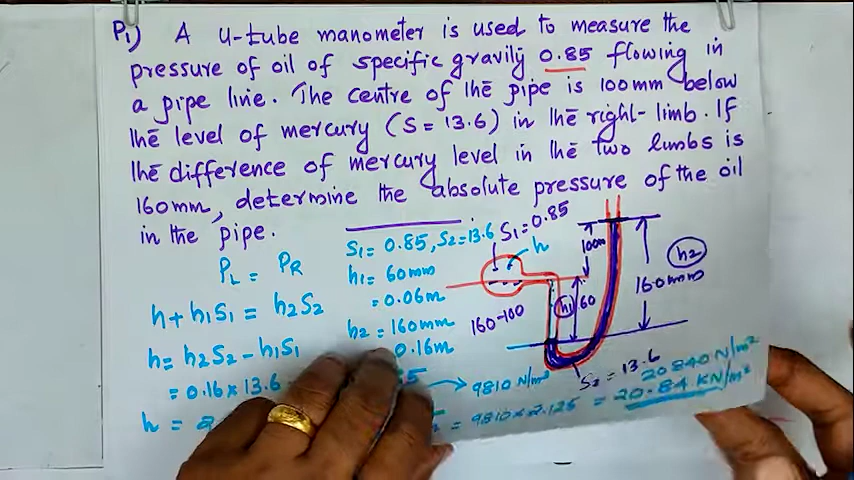 P1) A U-tube manometer is used to measure the
pressure of oil of specific gravity 0.85 flowing in
a pipe line. The centre of the pipe is 100mm below
the level of mercury (S = 13.6) in the right-limb. If
the difference of mercury level in the two limbs is
160mm, determine the absolute pressure of the oil
in the pipe.
PL = PR
h + h1S1 = h2S2
h = h2S2 - h1S1
= 0.16 x 13.6
h =
S1 = 0.85, S2 = 13.6
h1 = 60mm
= 0.06m
h2 = 160mm
0.16m
S1 = 0.85
h
h2
160mm
h1 60
160-100
S2 = 13.6
9810 N/m²
20840 N/m²
= 9810 x 2.125 = 20.84 KN/m²